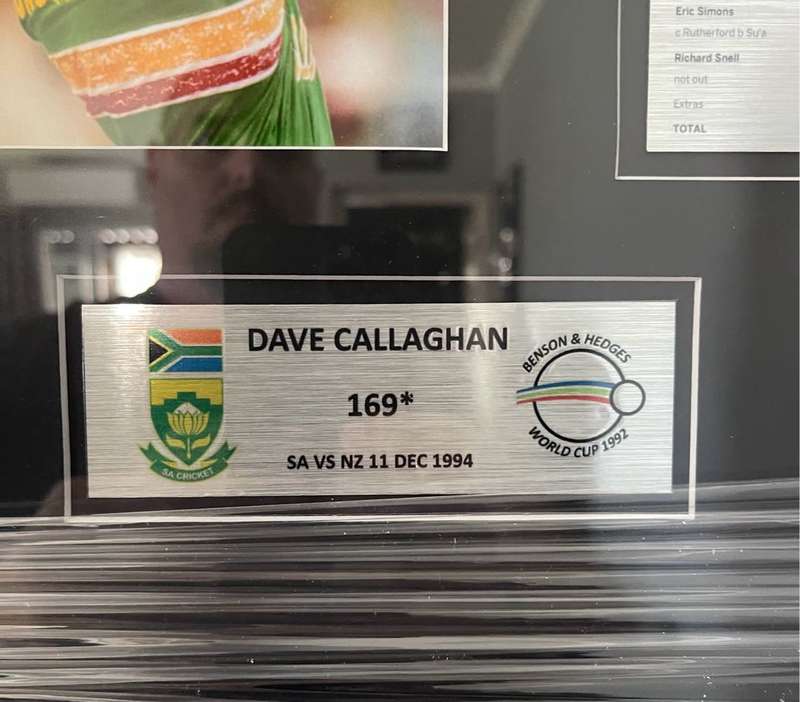 Eric Simons
c Rutherford b Su'a
Richard Snell
not out
Extras
TOTAL
DAVE CALLAGHAN
169*
SA VS NZ 11 DEC 1994
SA CRICKET
BENSON & HEDGES
WORLD CUP 1992